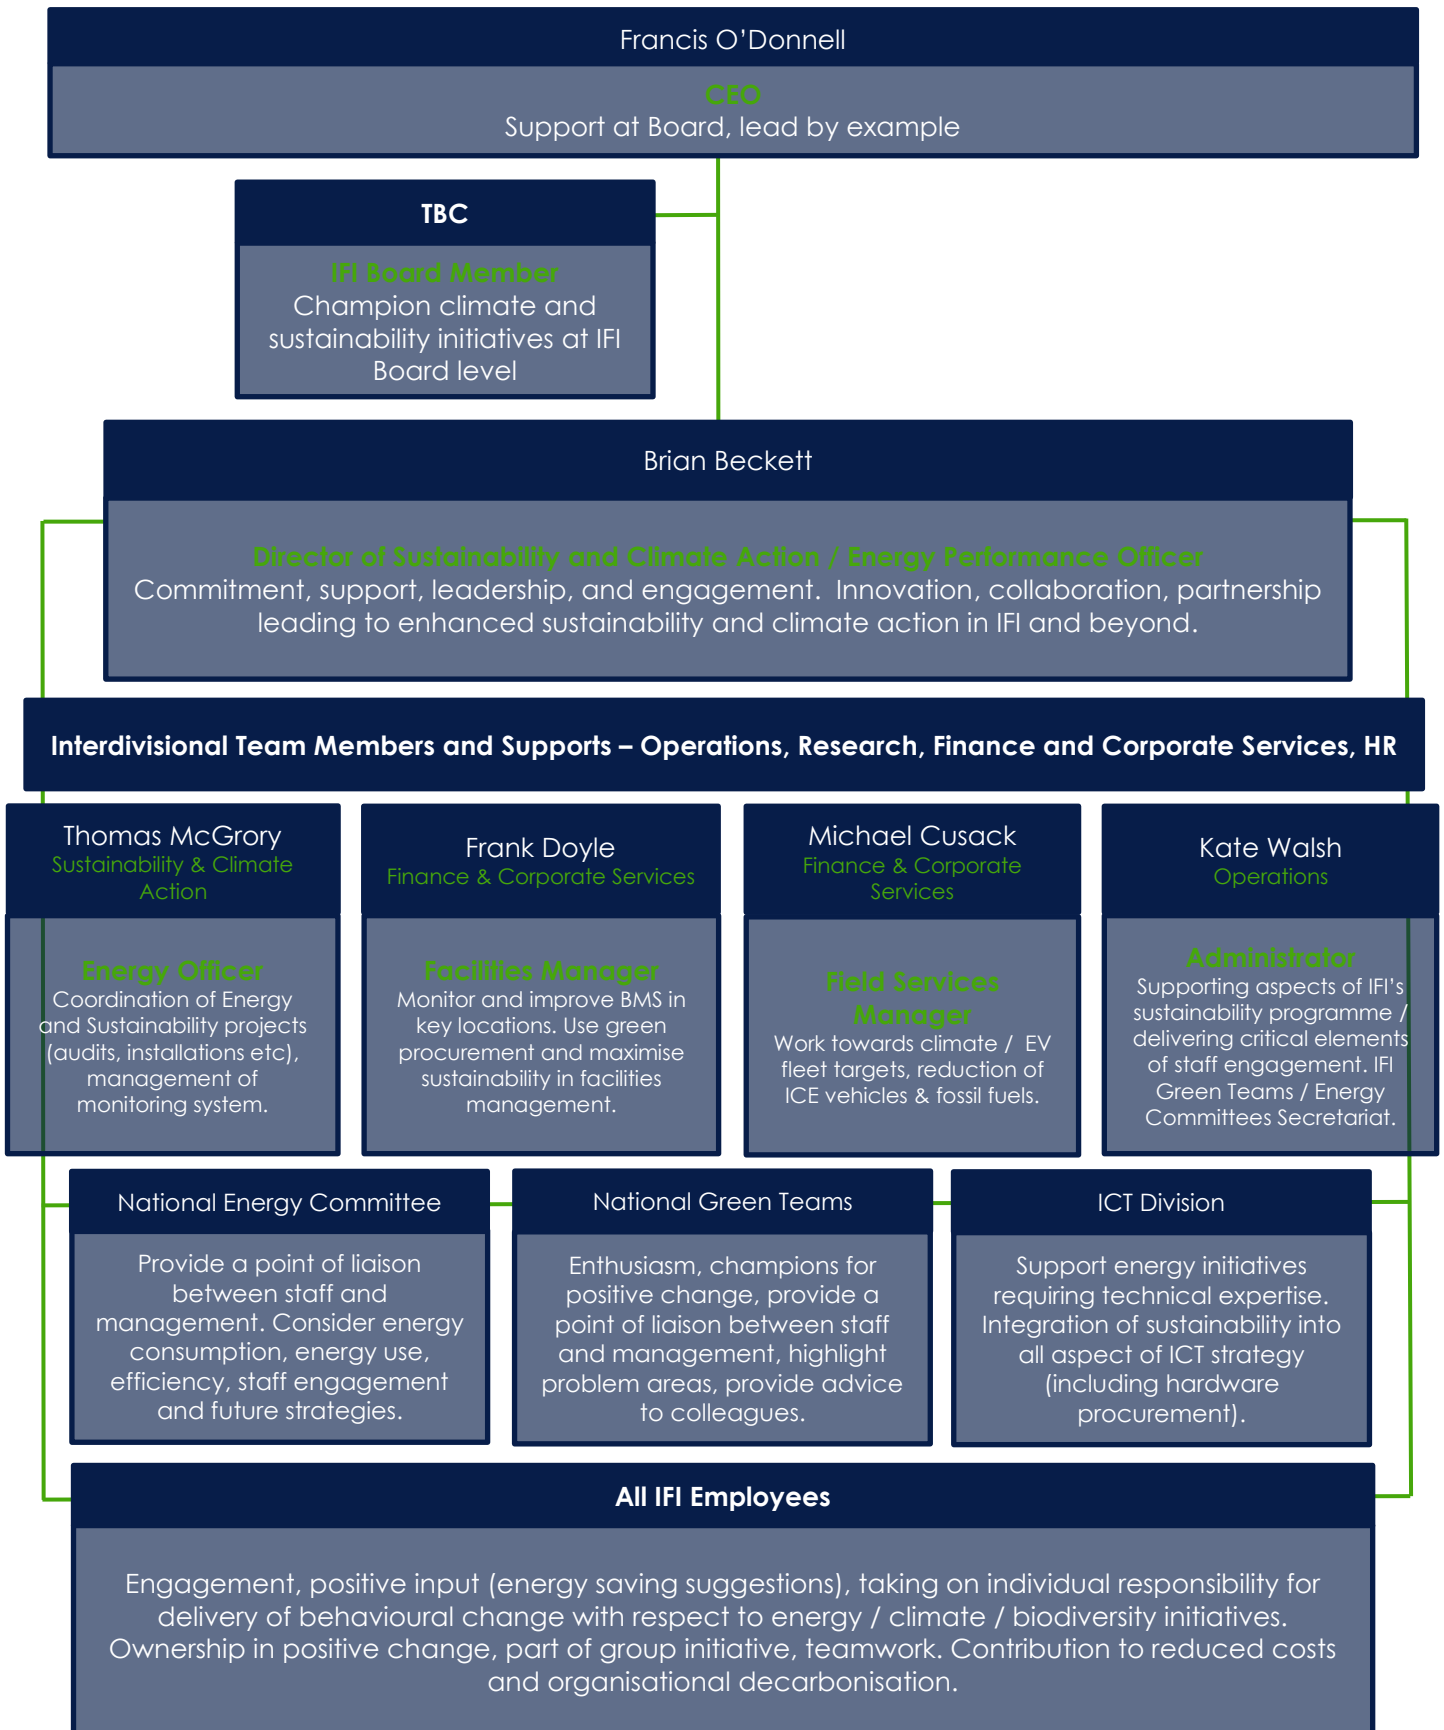 Francis O’Donnell
CEO
Support at Board, lead by example
TBC
IFI Board Member
Champion climate and
sustainability initiatives at IFI
Board level
Brian Beckett
Director of Sustainability and Climate Action / Energy Performance Officer
Commitment, support, leadership, and engagement.  Innovation, collaboration, partnership
leading to enhanced sustainability and climate action in IFI and beyond.
Interdivisional Team Members and Supports – Operations, Research, Finance and Corporate Services, HR
Thomas McGrory
Sustainability & Climate
Action
Energy Officer
Coordination of Energy
and Sustainability projects
(audits, installations etc),
management of
monitoring system.
Frank Doyle
Finance & Corporate Services
Facilities Manager
Monitor and improve BMS in
key locations. Use green
procurement and maximise
sustainability in facilities
management.
Michael Cusack
Finance & Corporate
Services
Field Services
Manager
Work towards climate /  EV
fleet targets, reduction of
ICE vehicles & fossil fuels.
Kate Walsh
Operations
Administrator
Supporting aspects of IFI’s
sustainability programme /
delivering critical elements
of staff engagement. IFI
Green Teams / Energy
Committees Secretariat.
National Energy Committee
Provide a point of liaison
between staff and
management. Consider energy
consumption, energy use,
efficiency, staff engagement
and future strategies.
National Green Teams
Enthusiasm, champions for
positive change, provide a
point of liaison between staff
and management, highlight
problem areas, provide advice
to colleagues.
ICT Division
Support energy initiatives
requiring technical expertise.
Integration of sustainability into
all aspect of ICT strategy
(including hardware
procurement).
All IFI Employees
Engagement, positive input (energy saving suggestions), taking on individual responsibility for
delivery of behavioural change with respect to energy / climate / biodiversity initiatives.
Ownership in positive change, part of group initiative, teamwork. Contribution to reduced costs
and organisational decarbonisation.